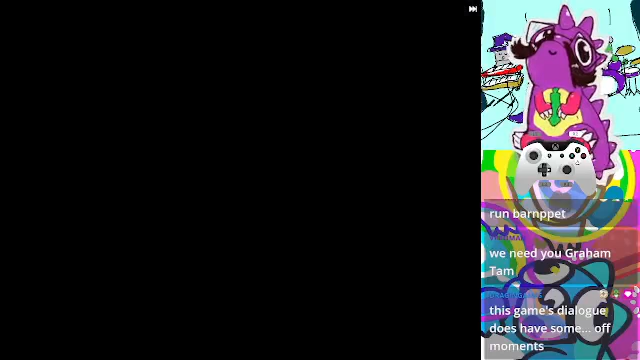 run barnppet
we need you Graham
Tam
this game's dialogue
does have some... off
moments